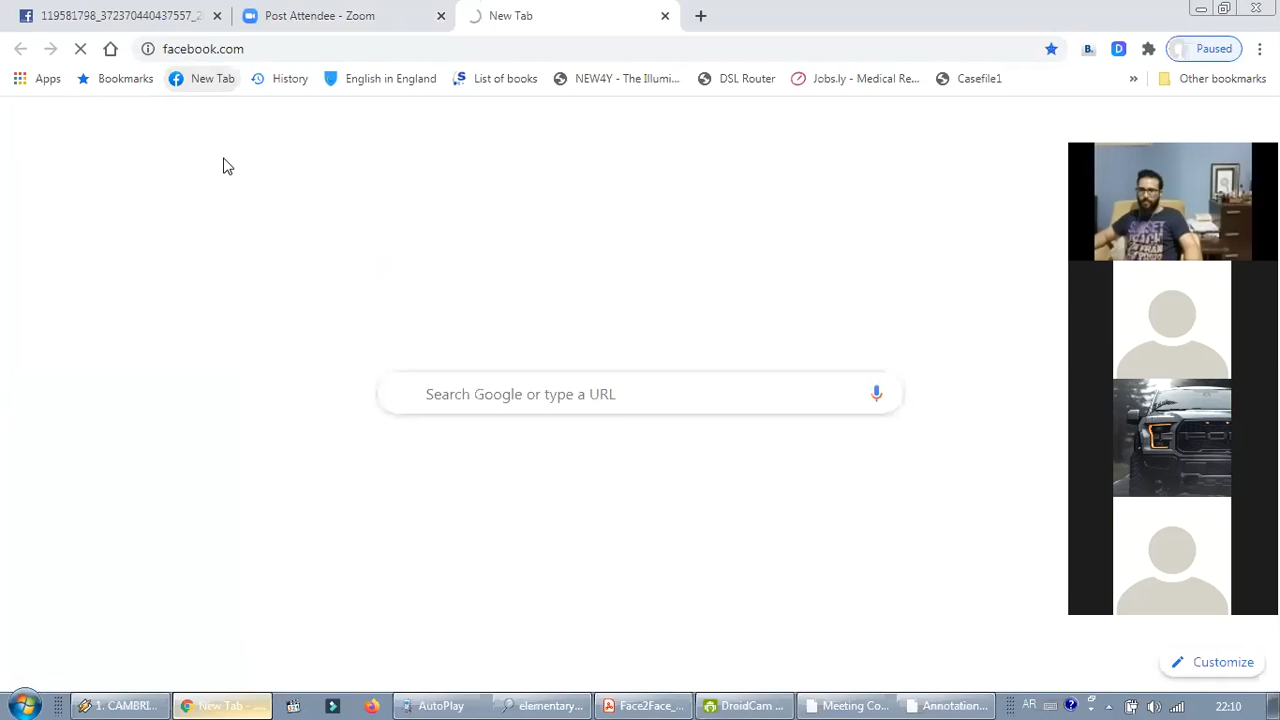 119581798_372370440437557_2
Post Attendee - Zoom
New Tab
facebook.com
Paused
Apps
Bookmarks
New Tab
History
English in England
List of books
NEW4Y - The Illumi...
DSL Router
Jobs.ly - Medical Re...
Casefile1
»
Other bookmarks
Search Google or type a URL
SUNSET
BEACH
Customize
1. CAMBRI...
New Tab - ...
AutoPlay
elementary...
Face2Face_...
DroidCam ...
Meeting Co...
Annotation...
AR
22:10